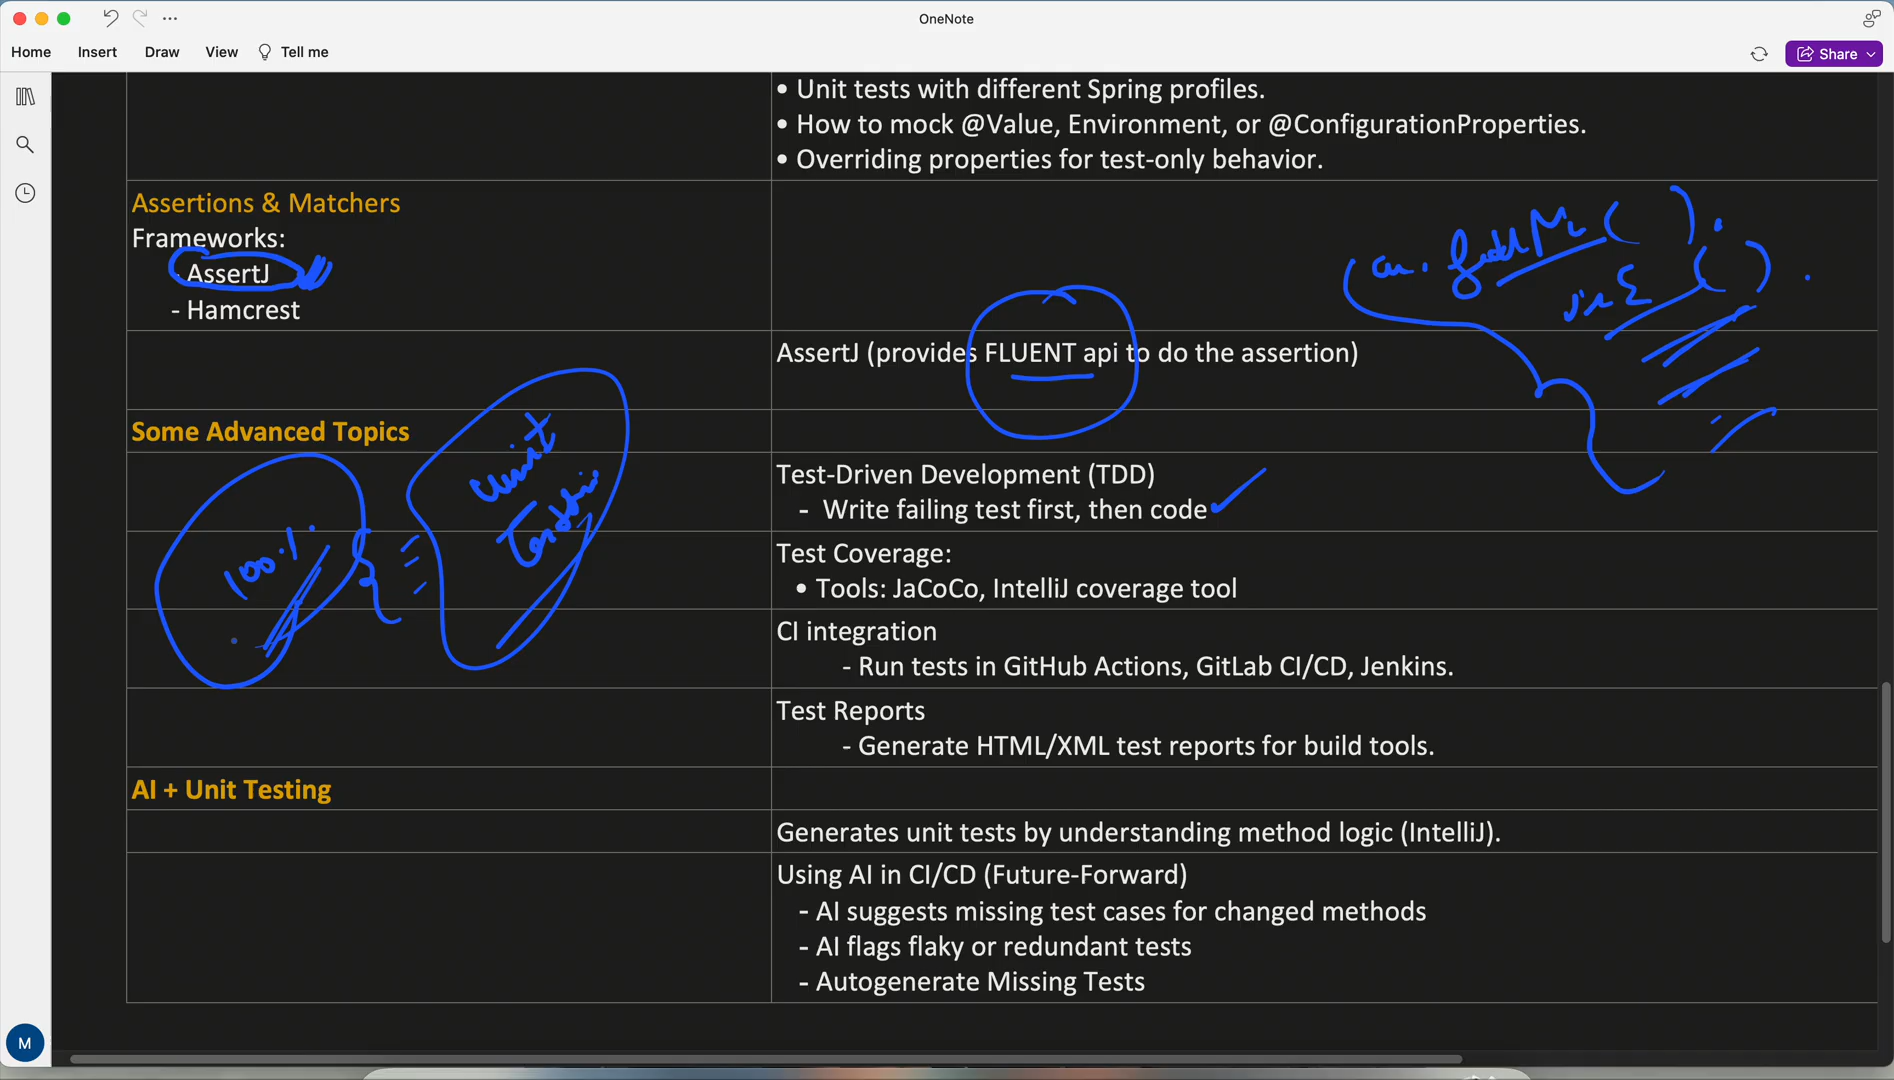 OneNote
Home Insert Draw View Tell me
Share
• Unit tests with different Spring profiles.
• How to mock @Value, Environment, or @ConfigurationProperties.
• Overriding properties for test-only behavior.
Assertions & Matchers
Frameworks:
- AssertJ
- Hamcrest
AssertJ (provides FLUENT api to do the assertion)
Some Advanced Topics
Unit
100%
Test-Driven Development (TDD)
- Write failing test first, then code
Test Coverage:
• Tools: JaCoCo, IntelliJ coverage tool
CI integration
- Run tests in GitHub Actions, GitLab CI/CD, Jenkins.
Test Reports
- Generate HTML/XML test reports for build tools.
AI + Unit Testing
Generates unit tests by understanding method logic (IntelliJ).
Using AI in CI/CD (Future-Forward)
- AI suggests missing test cases for changed methods
- AI flags flaky or redundant tests
- Autogenerate Missing Tests
M